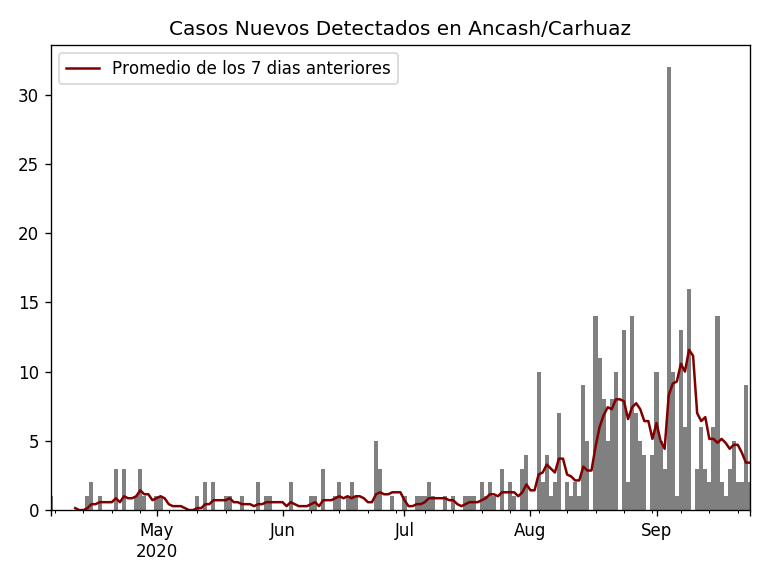 Casos Nuevos Detectados en Ancash/Carhuaz
Promedio de los 7 dias anteriores
30
25
20
15
10
5
0
May Jun Jul Aug Sep
2020